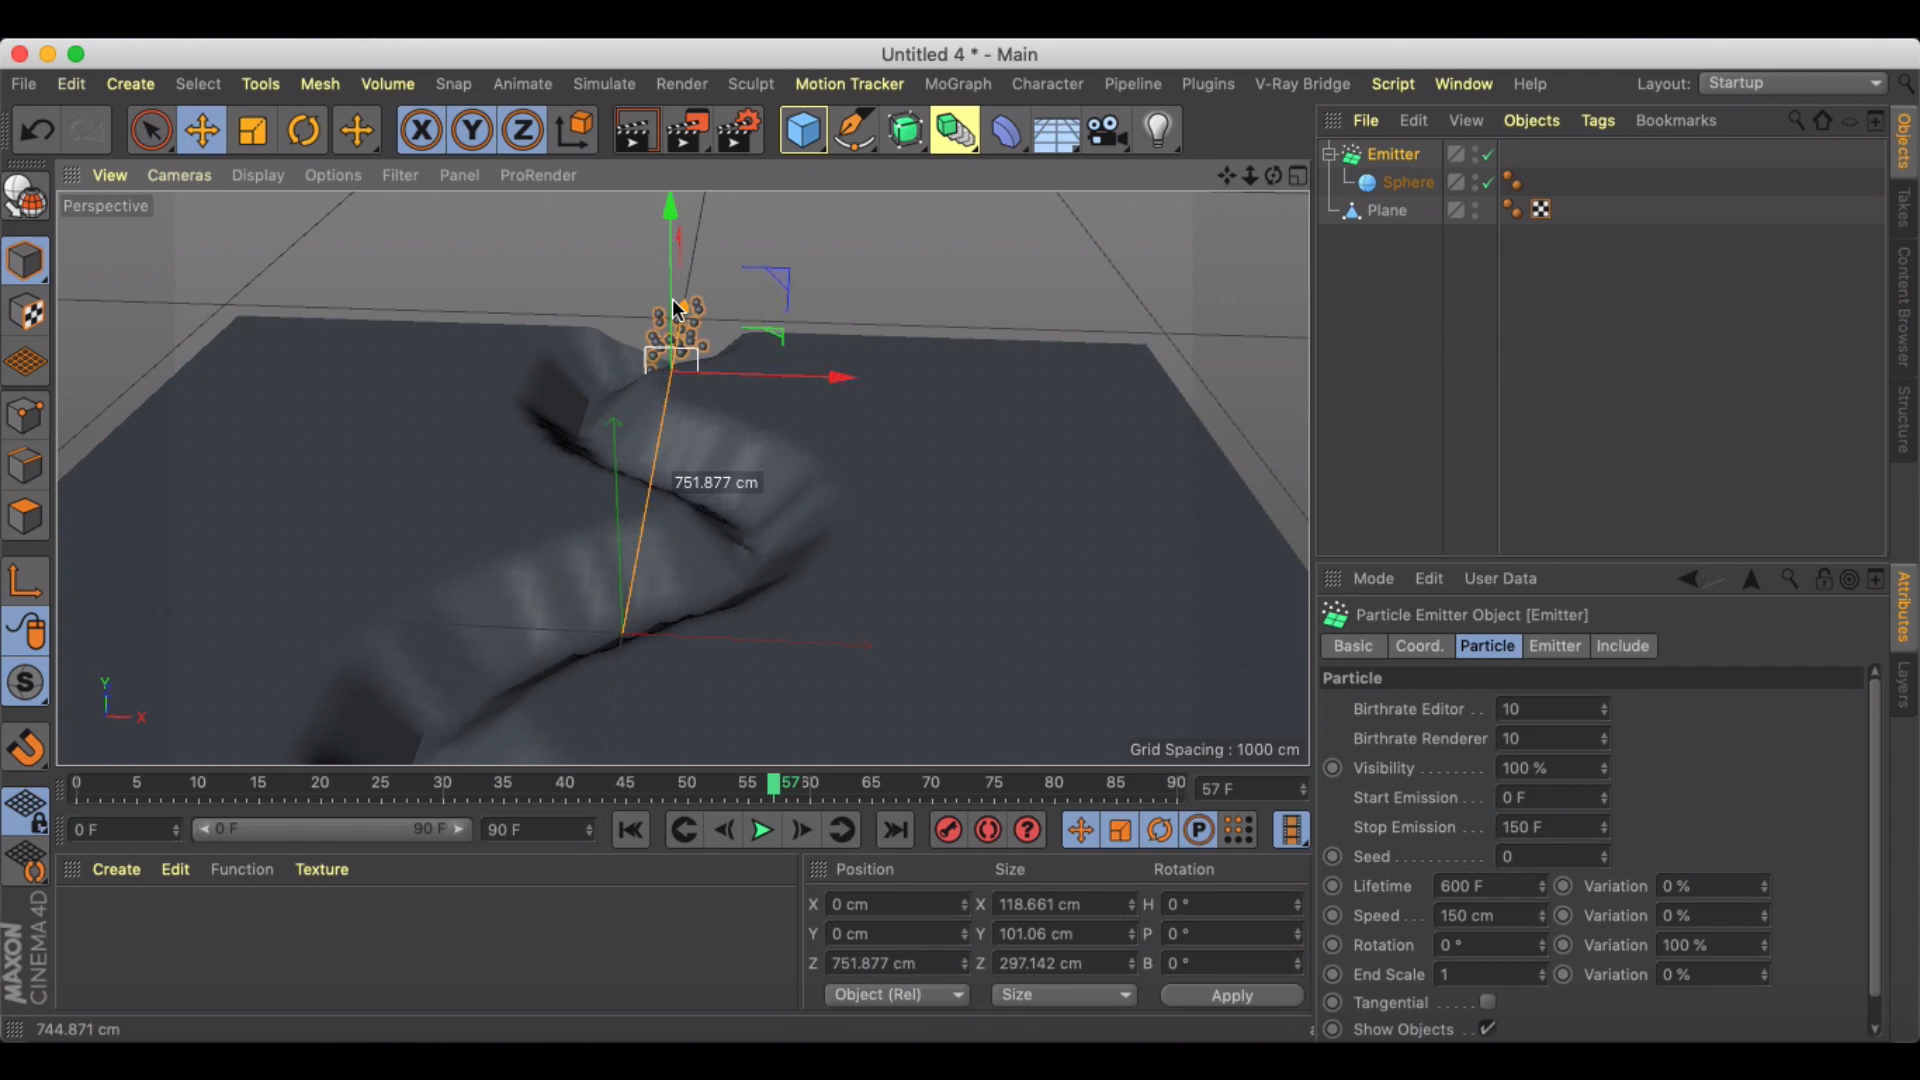 Untitled 4 * - Main
File Edit Create Select Tools Mesh Volume Snap Animate Simulate Render Sculpt Motion Tracker MoGraph Character Pipeline Plugins V-Ray Bridge Script Window Help Layout: Startup
X Y Z
File Edit View Objects Tags Bookmarks
Objects
Takes
Content Browser
Structure
View Cameras Display Options Filter Panel ProRender
Perspective
Emitter
Sphere
Plane
751.877 cm
Y
X
Grid Spacing : 1000 cm
S
Mode Edit User Data
Attributes
Layers
Particle Emitter Object [Emitter]
Basic Coord. Particle Emitter Include
Particle
Birthrate Editor . . 10
Birthrate Renderer 10
Visibility . . . . . . . . 100 %
Start Emission . . . 0 F
Stop Emission . . . 150 F
Seed . . . . . . . . . . . 0
Lifetime 600 F Variation 0 %
Speed . . . 150 cm Variation 0 %
Rotation 0 ° Variation 100 %
End Scale 1 Variation 0 %
Tangential . . . . .
Show Objects . .
0 5 10 15 20 25 30 35 40 45 50 55 57 60 65 70 75 80 85 90 57 F
0 F 0 F 90 F 90 F
? P
Create Edit Function Texture
Position Size Rotation
X 0 cm X 118.661 cm H 0 °
Y 0 cm Y 101.06 cm P 0 °
Z 751.877 cm Z 297.142 cm B 0 °
Object (Rel) Size Apply
MAXON
CINEMA 4D
744.871 cm